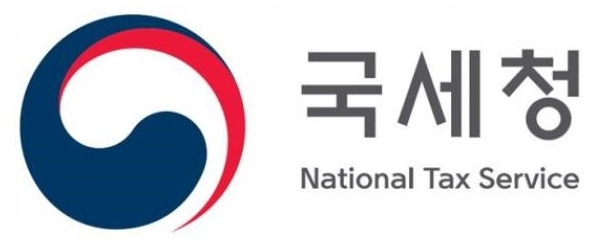 국세청
National Tax Service